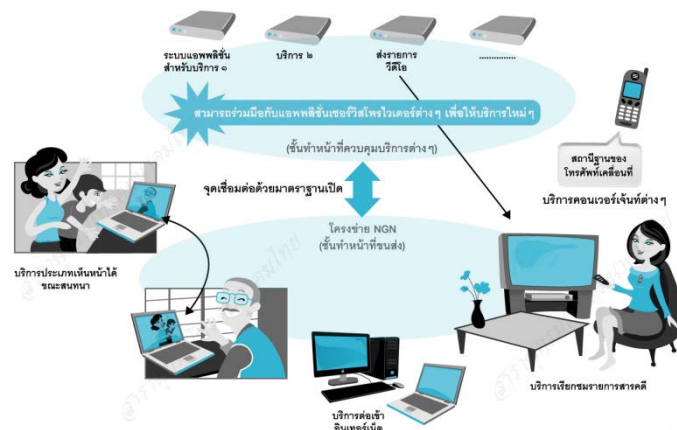 ระบบแอพพลิชั่น
สำหรับบริการ ๑
บริการ ๒
ส่งรายการ
วีดีโอ
...............
สามารถร่วมมือกับแอพพลิชั่นเซอร์วิสโพรไวเดอร์ต่างๆ เพื่อให้บริการใหม่ๆ
(ชั้นทำหน้าที่ควบคุมบริการต่างๆ)
สถานีฐานของ
โทรศัพท์เคลื่อนที่
บริการคอนเวอร์เจ้นท์ต่างๆ
จุดเชื่อมต่อด้วยมาตราฐานเปิด
โครงข่าย NGN
(ชั้นทำหน้าที่ขนส่ง)
บริการประเภทเห็นหน้าได้
ขณะสนทนา
บริการเรียกชมรายการสารคดี
บริการต่อเข้า
อินเทอร์เน็ต